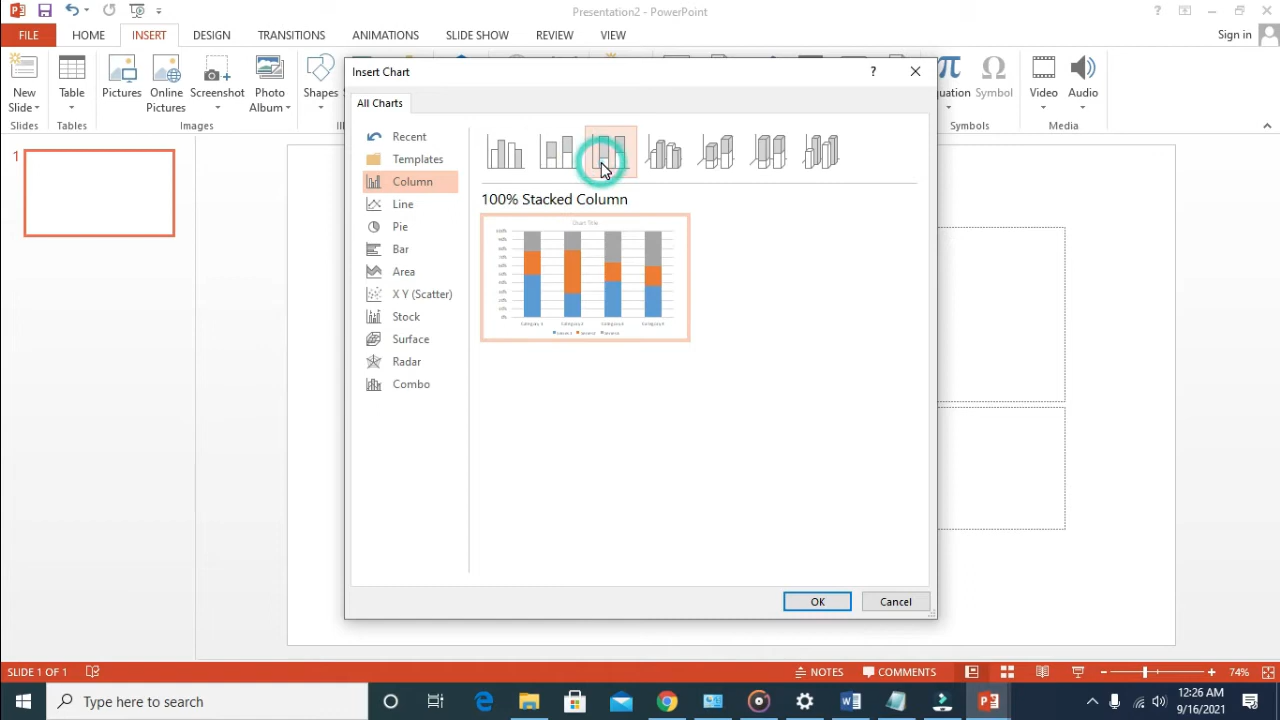 Presentation2 - PowerPoint
?
FILE
HOME
INSERT
DESIGN
TRANSITIONS
ANIMATIONS
SLIDE SHOW
REVIEW
VIEW
Sign in
New
Slide
Table
Pictures
Online
Pictures
Screenshot
Photo
Album
Shapes
Symbol
Video
Audio
Slides
Tables
Images
Symbols
Media
Insert Chart
?
All Charts
Recent
Templates
Column
Line
Pie
Bar
Area
X Y (Scatter)
Stock
Surface
Radar
Combo
100% Stacked Column
Chart Title
OK
Cancel
1
SLIDE 1 OF 1
NOTES
COMMENTS
74%
Type here to search
12:26 AM
9/16/2021